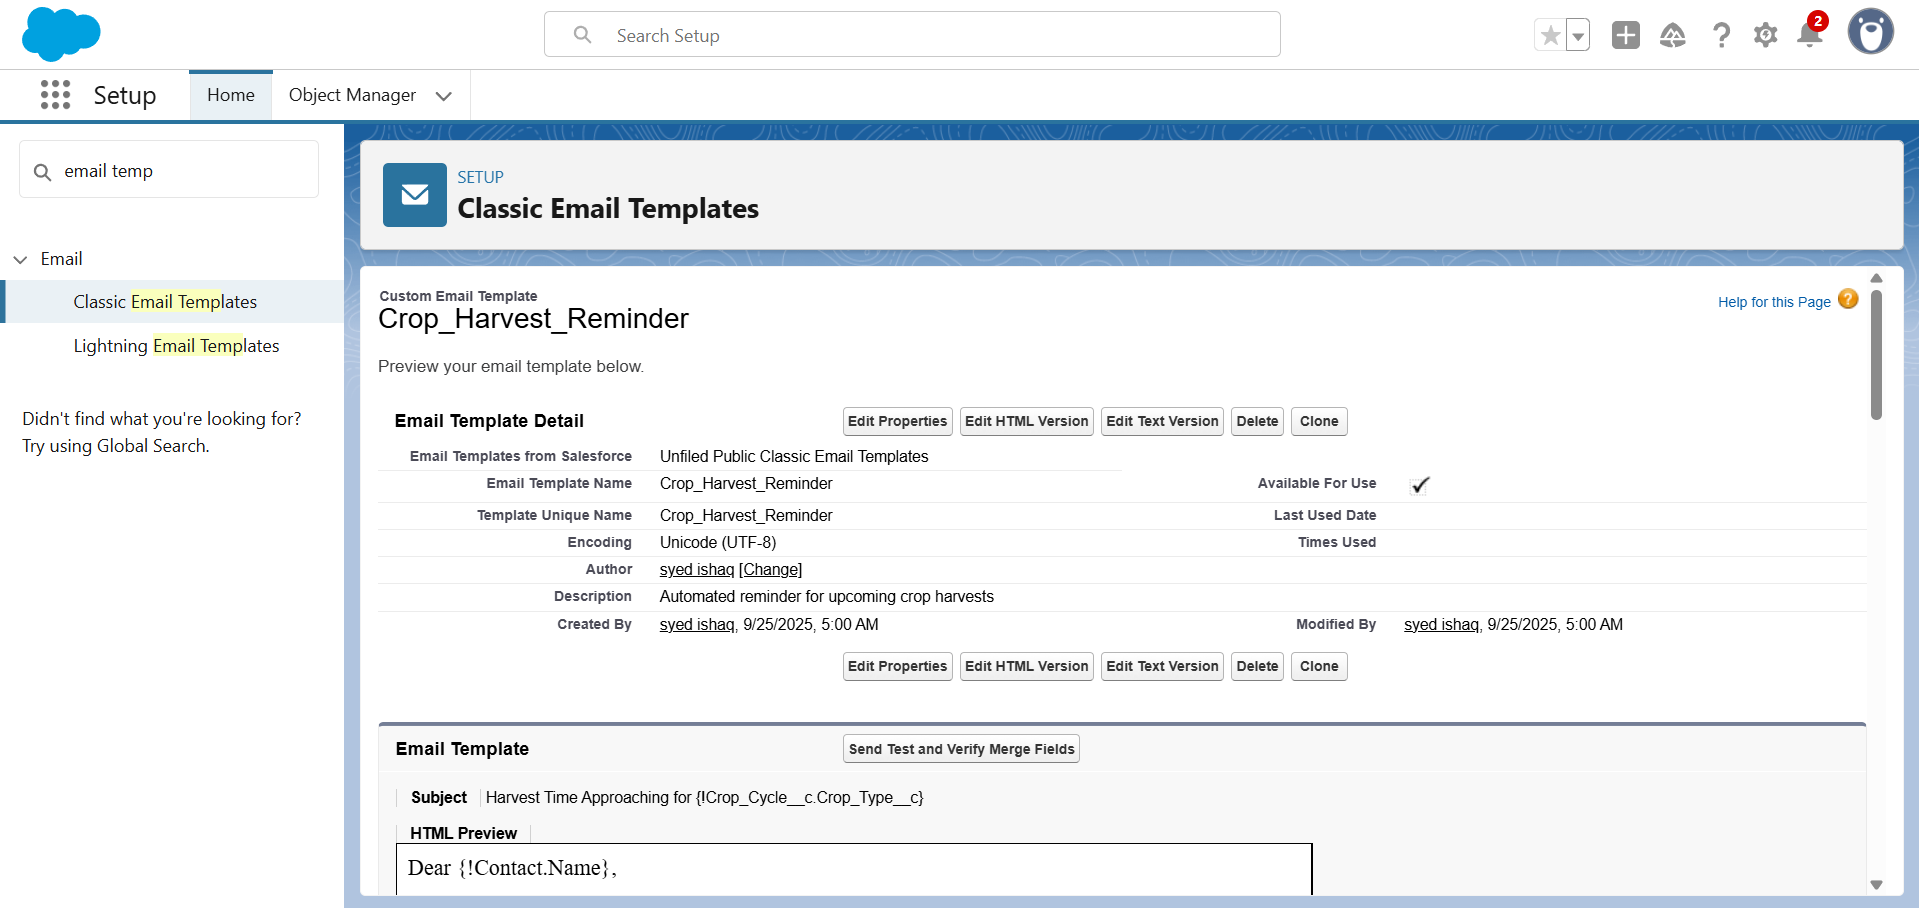 Search Setup
2
Setup
Home
Object Manager
email temp
Email
Classic Email Templates
Lightning Email Templates
Didn't find what you're looking for?
Try using Global Search.
SETUP
Classic Email Templates
Custom Email Template
Crop_Harvest_Reminder
Help for this Page ?
Preview your email template below.
Email Template Detail Edit Properties Edit HTML Version Edit Text Version Delete Clone
Email Templates from Salesforce Unfiled Public Classic Email Templates
Email Template Name Crop_Harvest_Reminder Available For Use
Template Unique Name Crop_Harvest_Reminder Last Used Date
Encoding Unicode (UTF-8) Times Used
Author syed ishaq [Change]
Description Automated reminder for upcoming crop harvests
Created By syed ishaq, 9/25/2025, 5:00 AM Modified By syed ishaq, 9/25/2025, 5:00 AM
Edit Properties Edit HTML Version Edit Text Version Delete Clone
Email Template Send Test and Verify Merge Fields
Subject Harvest Time Approaching for {!Crop_Cycle__c.Crop_Type__c}
HTML Preview
Dear {!Contact.Name},